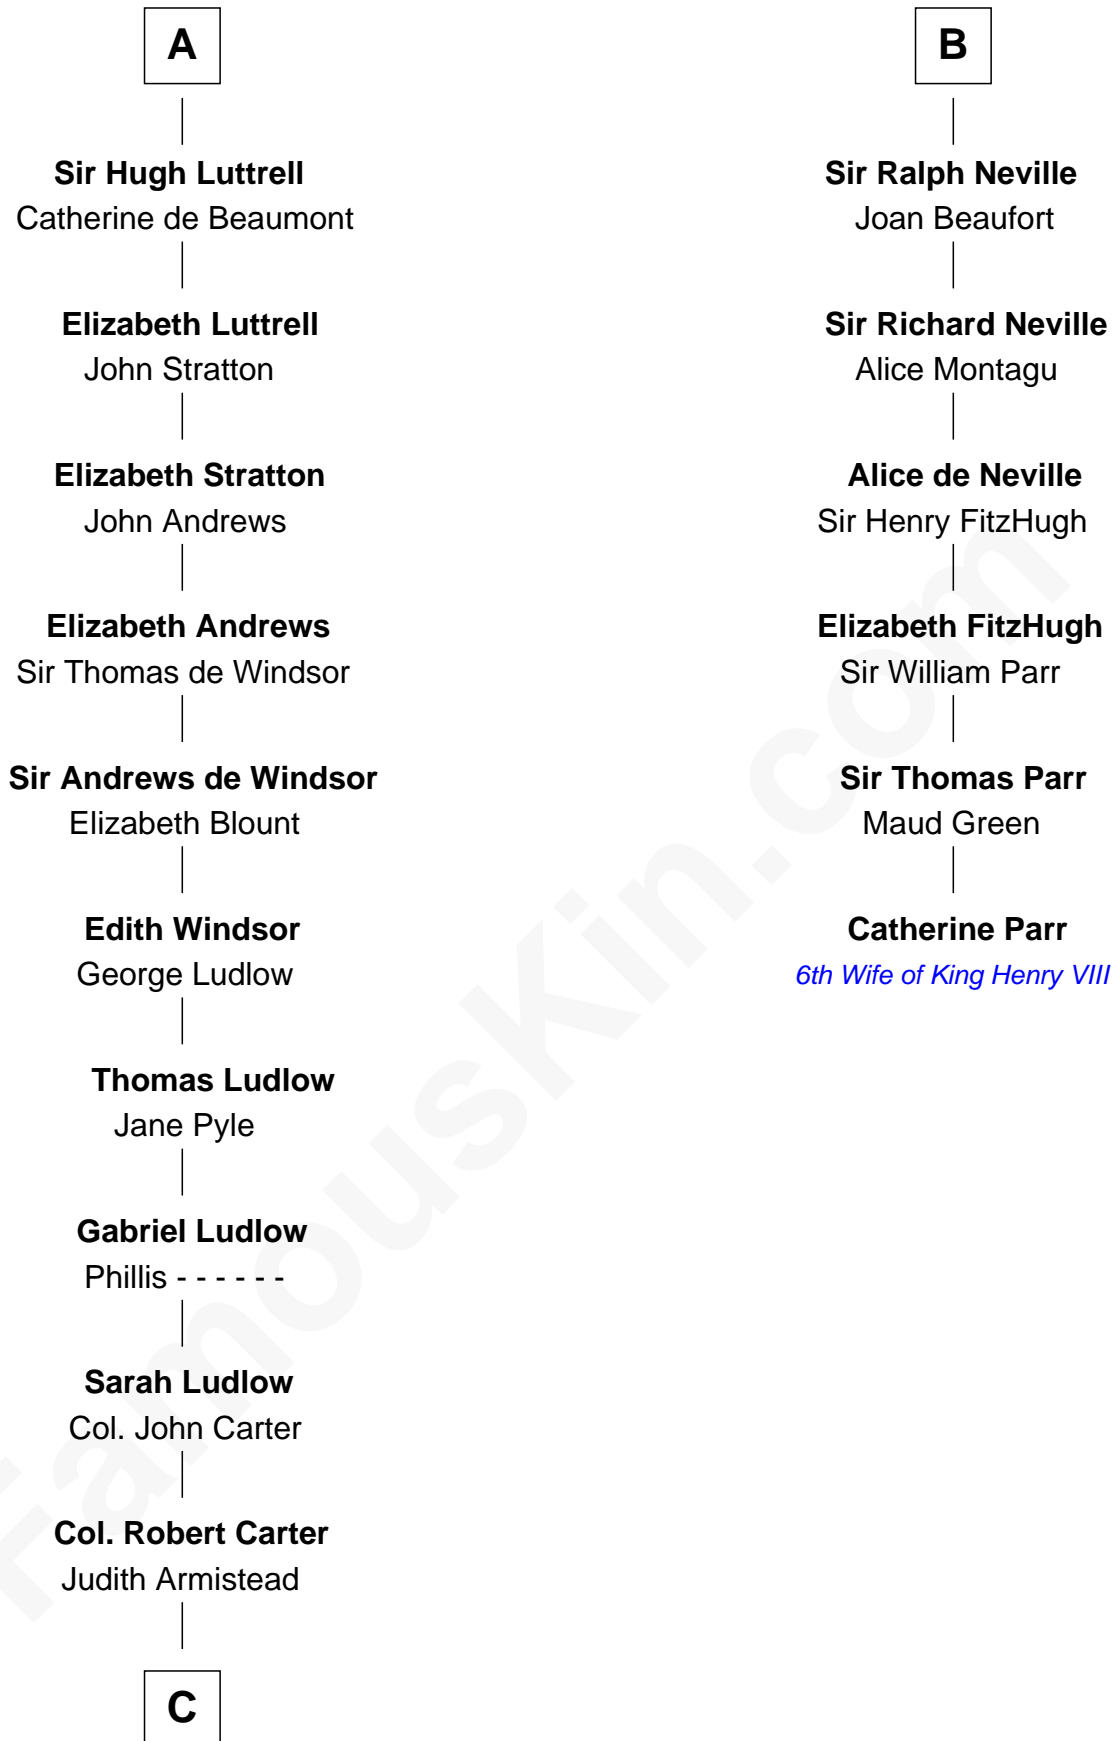 A
Sir Hugh Luttrell
Catherine de Beaumont
Elizabeth Luttrell
John Stratton
Elizabeth Stratton
John Andrews
Elizabeth Andrews
Sir Thomas de Windsor
Sir Andrews de Windsor
Elizabeth Blount
Edith Windsor
George Ludlow
Thomas Ludlow
Jane Pyle
Gabriel Ludlow
Phillis - - - - - -
Sarah Ludlow
Col. John Carter
Col. Robert Carter
Judith Armistead
C
B
Sir Ralph Neville
Joan Beaufort
Sir Richard Neville
Alice Montagu
Alice de Neville
Sir Henry FitzHugh
Elizabeth FitzHugh
Sir William Parr
Sir Thomas Parr
Maud Green
Catherine Parr
6th Wife of King Henry VIII
FamousKin.com